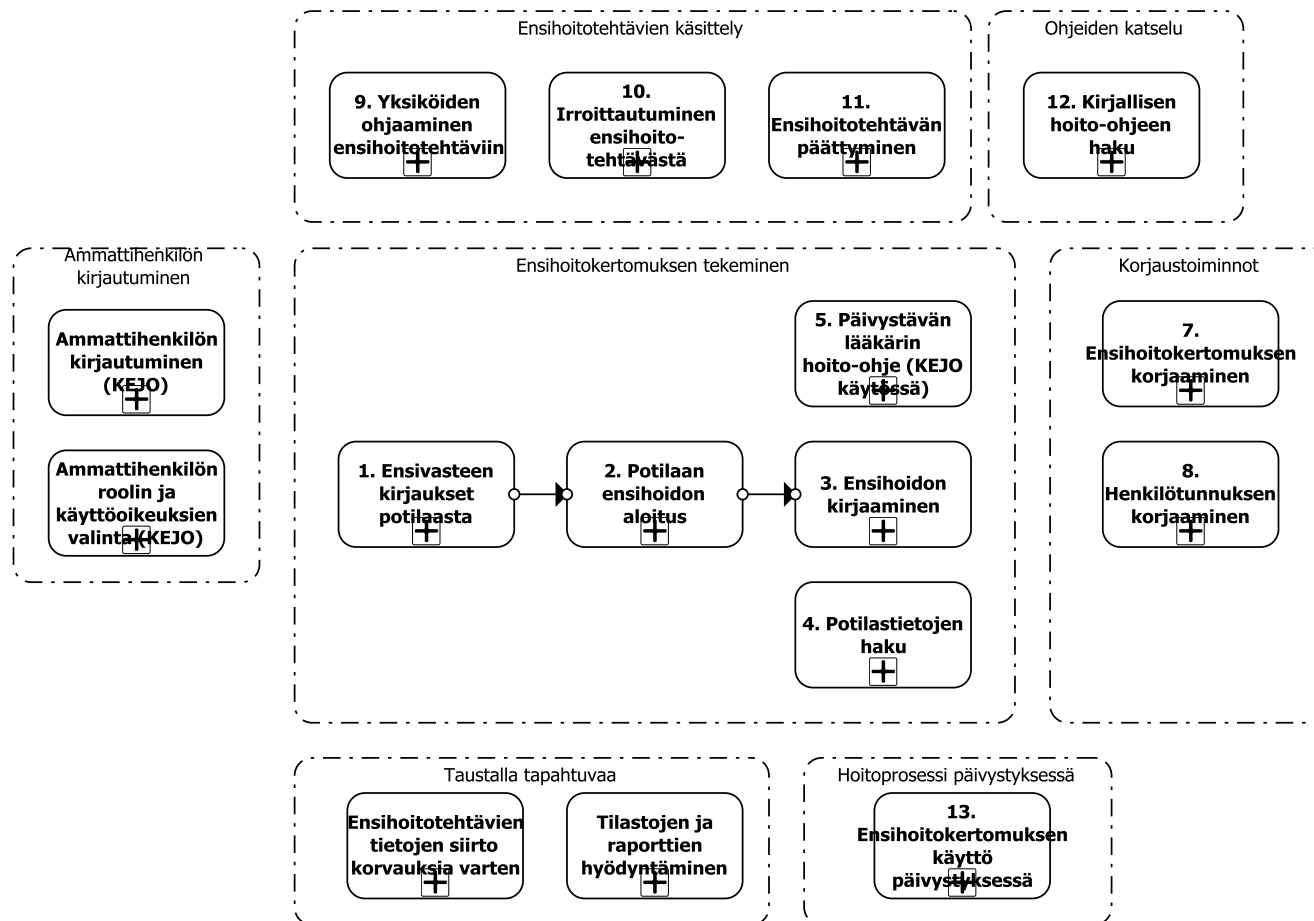 Ensihoitotehtävien käsittely
9. Yksiköiden
ohjaaminen
ensihoitotehtäviin
10.
Irroittautuminen
ensihoito-
tehtävästä
11.
Ensihoitotehtävän
päättyminen
Ohjeiden katselu
12. Kirjallisen
hoito-ohjeen
haku
Ammattihenkilön
kirjautuminen
Ammattihenkilön
kirjautuminen
(KEJO)
Ammattihenkilön
roolin ja
käyttöoikeuksien
valinta (KEJO)
Ensihoitokertomuksen tekeminen
1. Ensivasteen
kirjaukset
potilaasta
2. Potilaan
ensihoidon
aloitus
5. Päivystävän
lääkärin
hoito-ohje (KEJO
käytössä)
3. Ensihoidon
kirjaaminen
4. Potilastietojen
haku
Korjaustoiminnot
7.
Ensihoitokertomuksen
korjaaminen
8.
Henkilötunnuksen
korjaaminen
Taustalla tapahtuvaa
Ensihoitotehtävien
tietojen siirto
korvauksia varten
Tilastojen ja
raporttien
hyödyntäminen
Hoitoprosessi päivystyksessä
13.
Ensihoitokertomuksen
käyttö
päivystyksessä